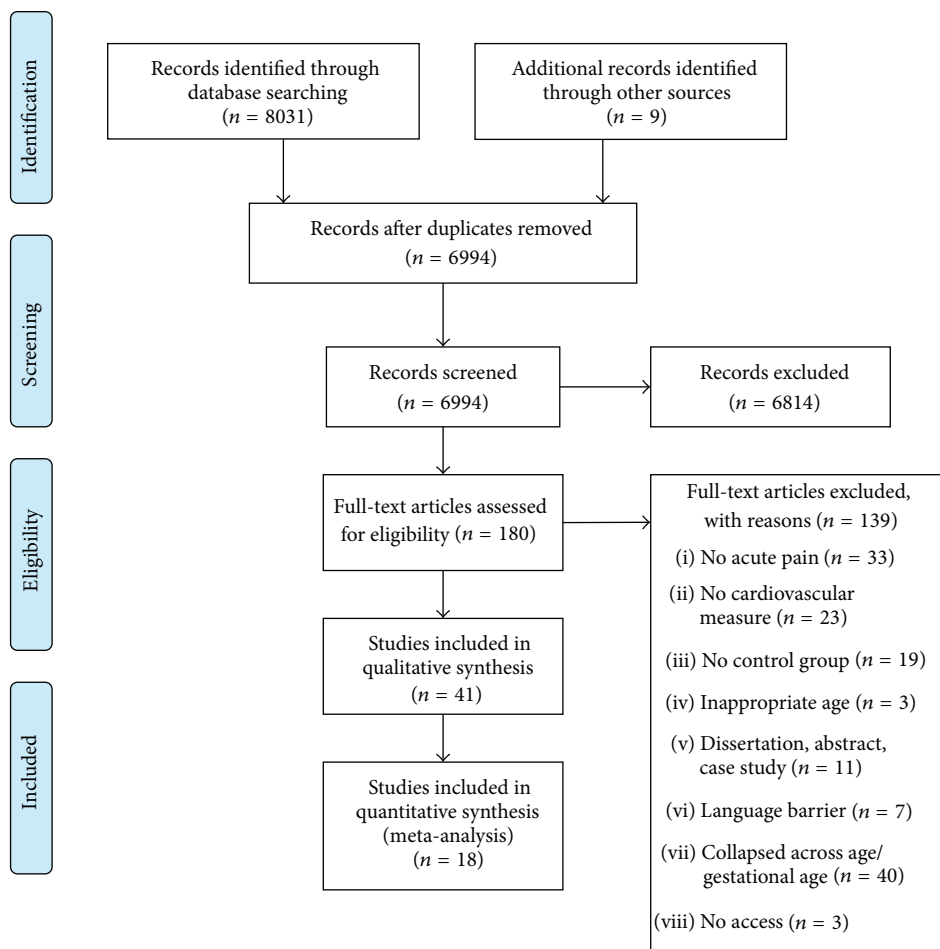 Identification
Records identified through
database searching
(n = 8031)
Additional records identified
through other sources
(n = 9)
Records after duplicates removed
(n = 6994)
Screening
Records screened
(n = 6994)
Records excluded
(n = 6814)
Eligibility
Full-text articles assessed
for eligibility (n = 180)
Full-text articles excluded,
with reasons (n = 139)
(i) No acute pain (n = 33)
(ii) No cardiovascular
measure (n = 23)
(iii) No control group (n = 19)
(iv) Inappropriate age (n = 3)
(v) Dissertation, abstract,
case study (n = 11)
(vi) Language barrier (n = 7)
(vii) Collapsed across age/
gestational age (n = 40)
(viii) No access (n = 3)
Studies included in
qualitative synthesis
(n = 41)
Included
Studies included in
quantitative synthesis
(meta-analysis)
(n = 18)